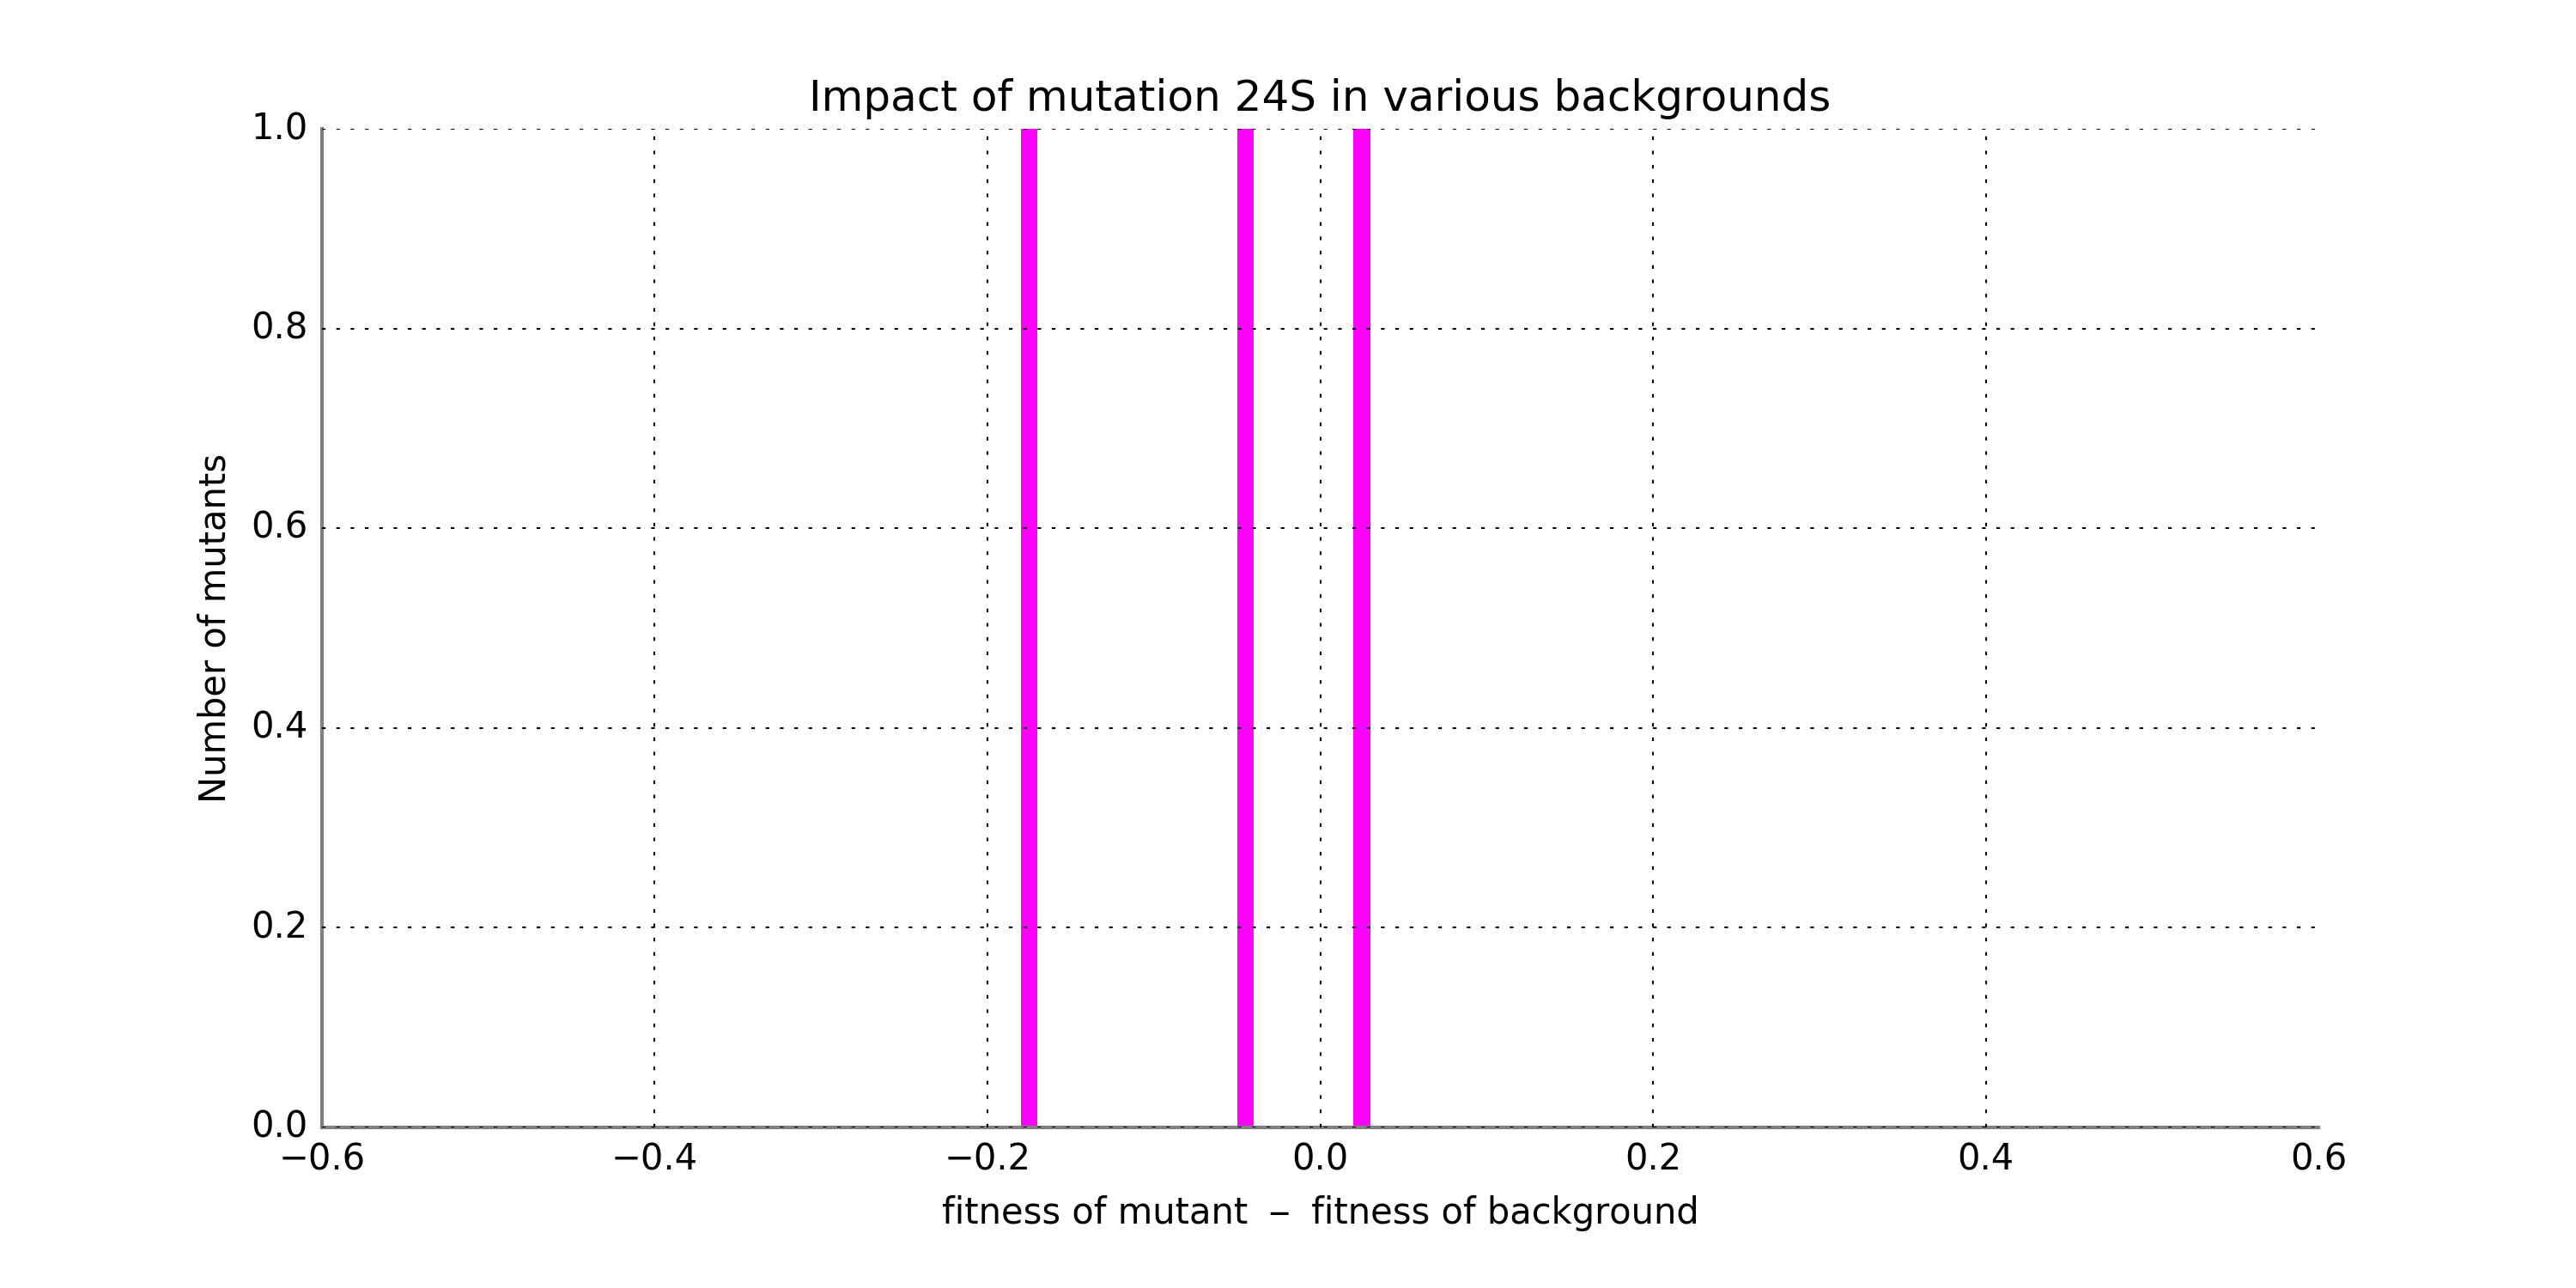 Impact of mutation 24S in various backgrounds
1.0
0.8
0.6
0.4
0.2
0.0
Number of mutants
−0.6 −0.4 −0.2 0.0 0.2 0.4 0.6
fitness of mutant − fitness of background